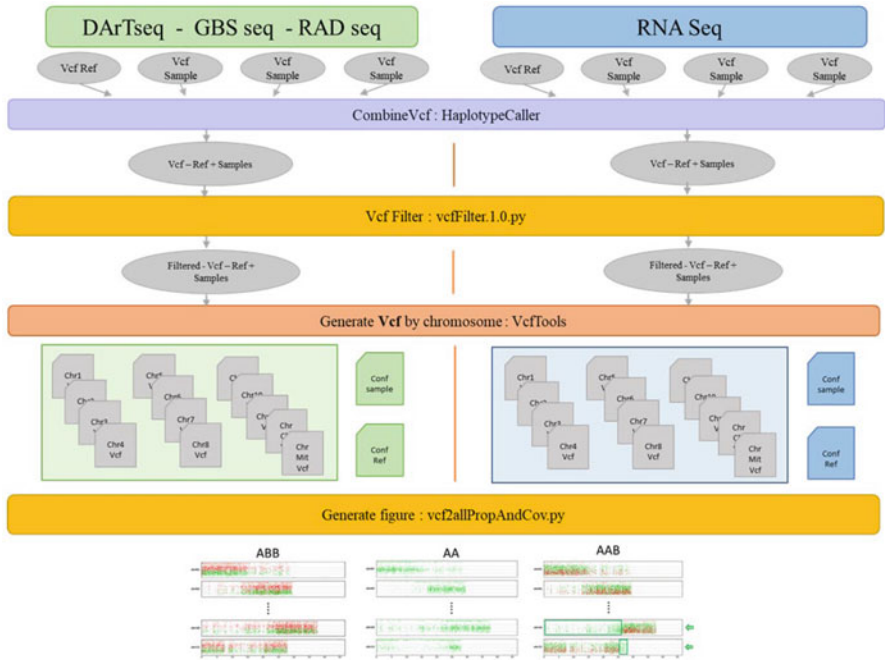 DArTseq - GBS seq - RAD seq
RNA Seq
Vcf Ref
Vcf
Sample
Vcf
Sample
Vcf
Sample
Vcf Ref
Vcf
Sample
Vcf
Sample
Vcf
Sample
CombineVcf : HaplotypeCaller
Vcf – Ref + Samples
Vcf – Ref + Samples
Vcf Filter : vcfFilter.1.0.py
Filtered - Vcf – Ref +
Samples
Filtered - Vcf – Ref +
Samples
Generate Vcf by chromosome : VcfTools
Chr1
Chr3
Chr4
Vcf
Chr7
Chr8
Vcf
Chr
Chr
Mit
Vcf
Conf
sample
Conf
Ref
Chr1
Chr3
Chr4
Vcf
Chr7
Chr8
Vcf
Chr
Chr
Mit
Vcf
Conf
sample
Conf
Ref
Generate figure : vcf2allPropAndCov.py
ABB
AA
AAB